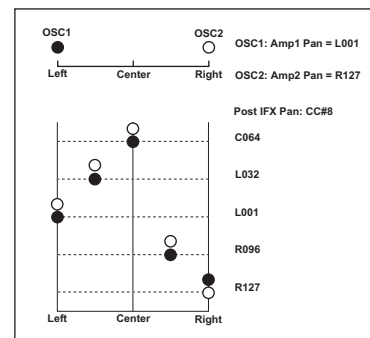 OSC1 OSC2
OSC1: Amp1 Pan = L001
Left Center Right
OSC2: Amp2 Pan = R127
Post IFX Pan: CC#8
C064
L032
L001
R096
R127
Left Center Right